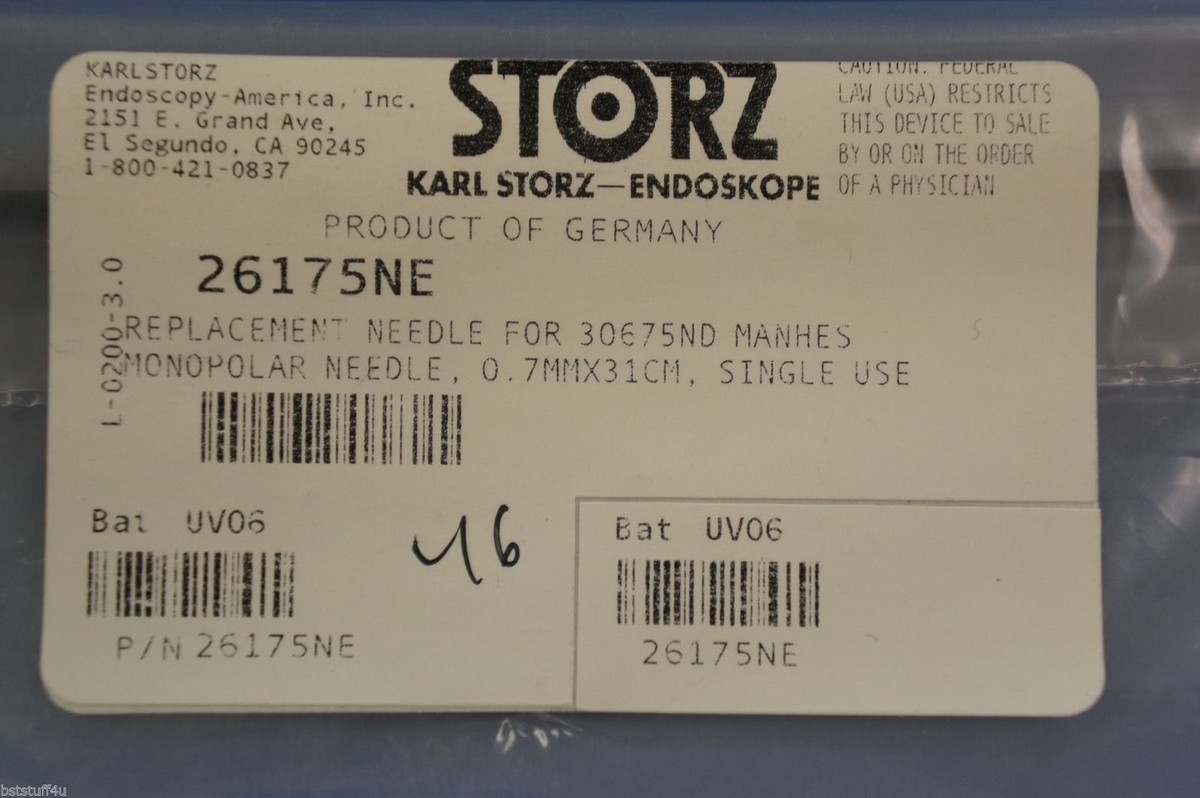 KARL STORZ
Endoscopy-America, Inc.
2151 E. Grand Ave,
El Segundo, CA 90245
1-800-421-0837
STORZ
KARL STORZ—ENDOSKOPE
CAUTION: FEDERAL
LAW (USA) RESTRICTS
THIS DEVICE TO SALE
BY OR ON THE ORDER
OF A PHYSICIAN
PRODUCT OF GERMANY
26175NE
L-0200-3.0
REPLACEMENT NEEDLE FOR 30675ND MANHES
MONOPOLAR NEEDLE, 0.7MMX31CM, SINGLE USE
Bat UV06
P/N 26175NE
46
Bat UV06
26175NE
bststuff4u